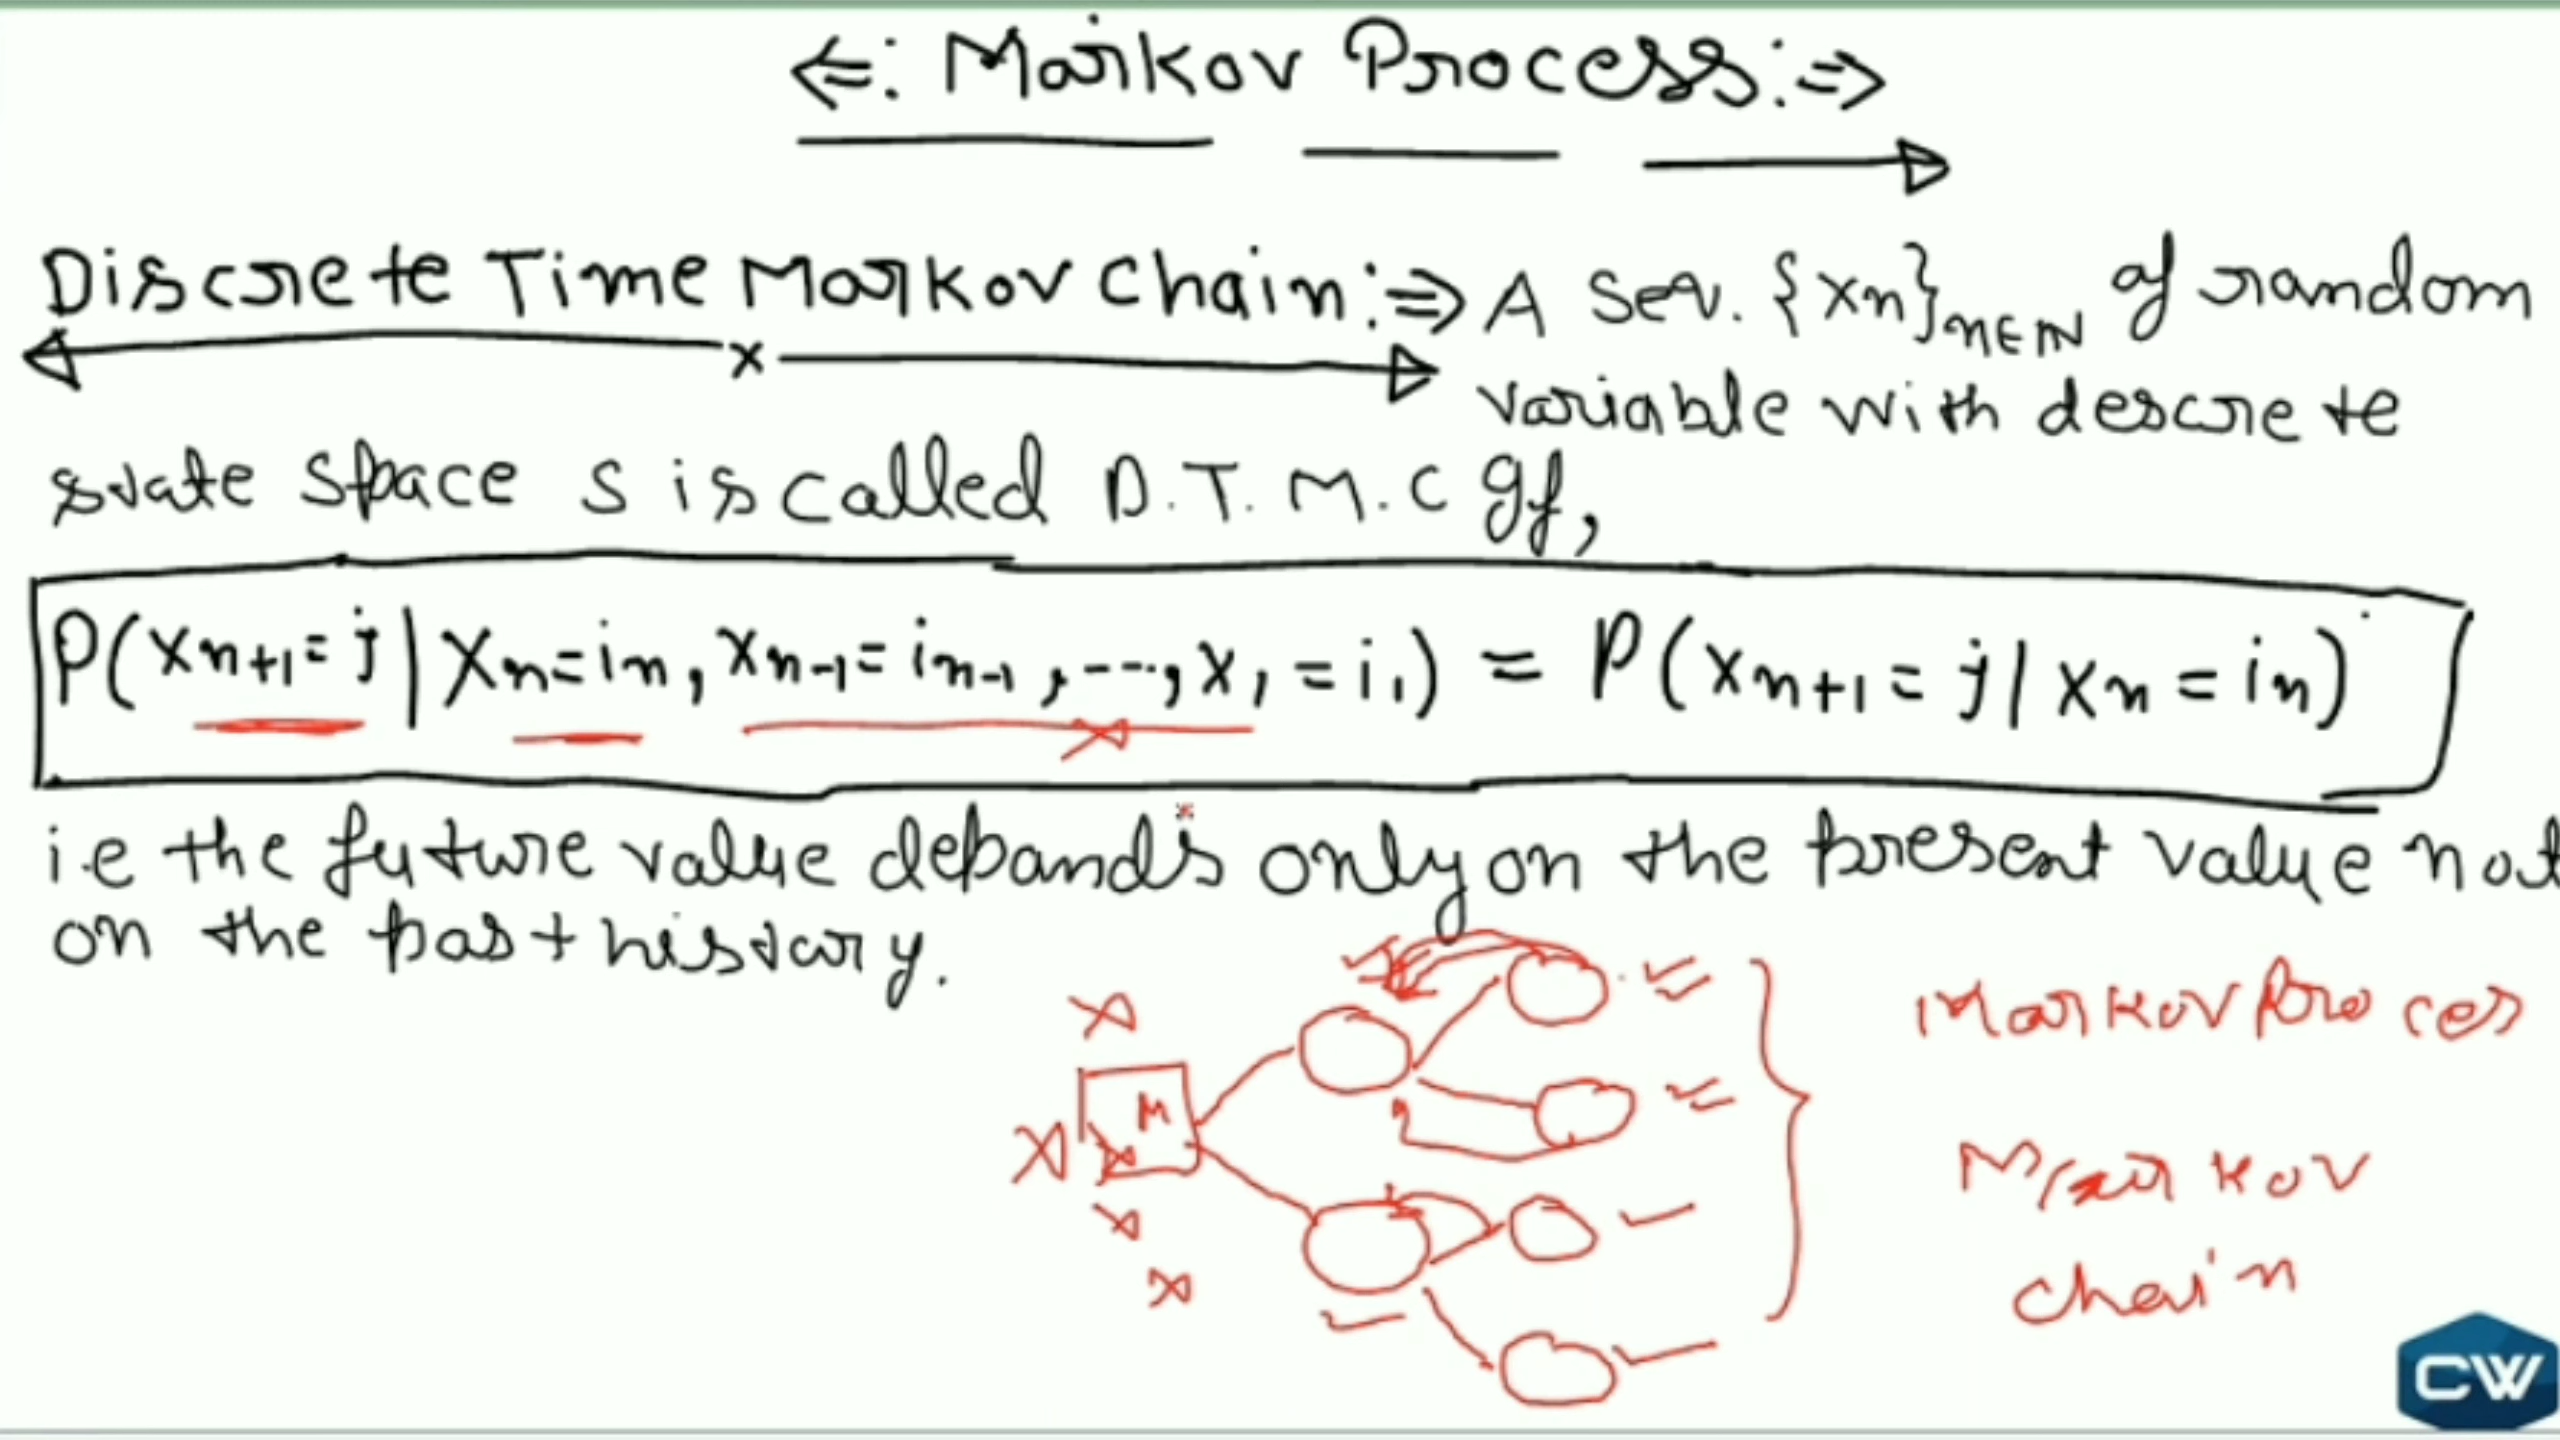 ⇐: Markov Process:⇒
Discrete Time Markov Chain:⇒ A Seq. {Xn}n∈ℕ of random
variable with descrete
state space S is called D.T.M.C If,
P(Xn+1 = j | Xn = in, Xn-1 = in-1, ---, X1 = i1) = P(Xn+1 = j | Xn = in)
i.e the future value depands only on the present value not
on the past histary.
Markov Proces
M
Markov
chain
CW